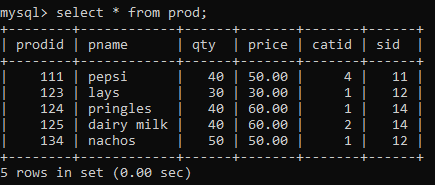 mysql> select * from prod;
+--------+------------+------+-------+-------+------+
| prodid | pname      | qty  | price | catid | sid  |
+--------+------------+------+-------+-------+------+
|    111 | pepsi      |   40 | 50.00 |     4 |   11 |
|    123 | lays       |   30 | 30.00 |     1 |   12 |
|    124 | pringles   |   40 | 60.00 |     1 |   14 |
|    125 | dairy milk |   40 | 60.00 |     2 |   14 |
|    134 | nachos     |   50 | 50.00 |     1 |   12 |
+--------+------------+------+-------+-------+------+
5 rows in set (0.00 sec)